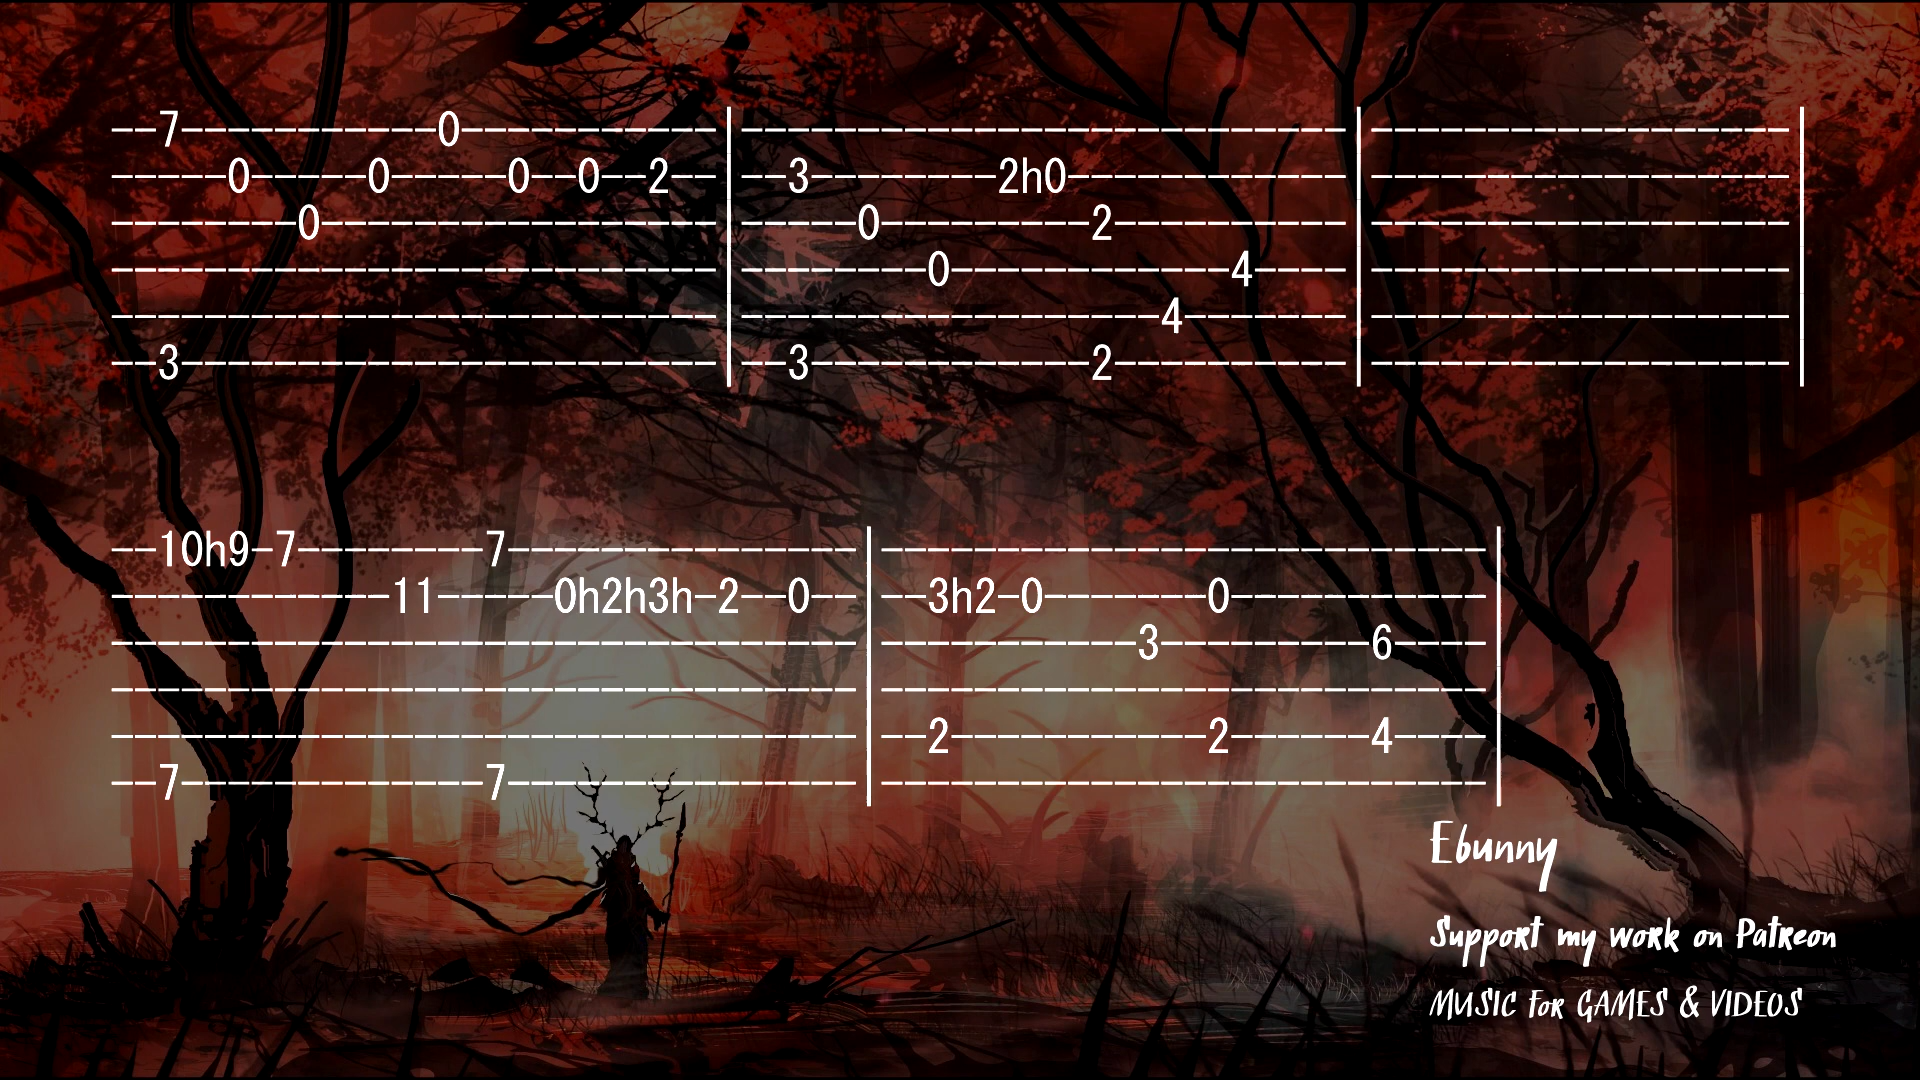 --7-----------0-----------|--------------------------|------------------|
-----0-----0-----0--0--2--|--3--------2h0------------|------------------|
--------0-----------------|-----0---------2----------|------------------|
--------------------------|--------0------------4----|------------------|
--------------------------|------------------4-------|------------------|
--3-----------------------|--3------------2----------|------------------|
--10h9-7--------7---------------|--------------------------|
------------11-----0h2h3h-2--0--|--3h2-0-------0-----------|
--------------------------------|-----------3---------6----|
--------------------------------|--------------------------|
--------------------------------|--2-----------2------4----|
--7-------------7---------------|--------------------------|
Ebunny
Support my work on Patreon
MUSIC For GAMES & VIDEOS